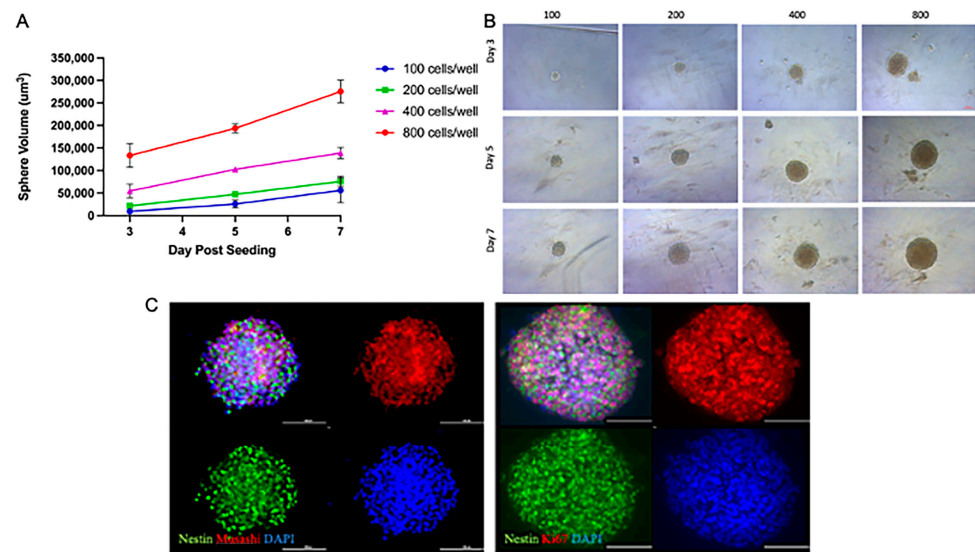 A
350,000
300,000
250,000
200,000
150,000
100,000
50,000
0
3 4 5 6 7
Sphere Volume (um³)
Day Post Seeding
100 cells/well
200 cells/well
400 cells/well
800 cells/well
B
100 200 400 800
Day 3
Day 5
Day 7
C
Nestin Musashi DAPI
Nestin Ki67 DAPI